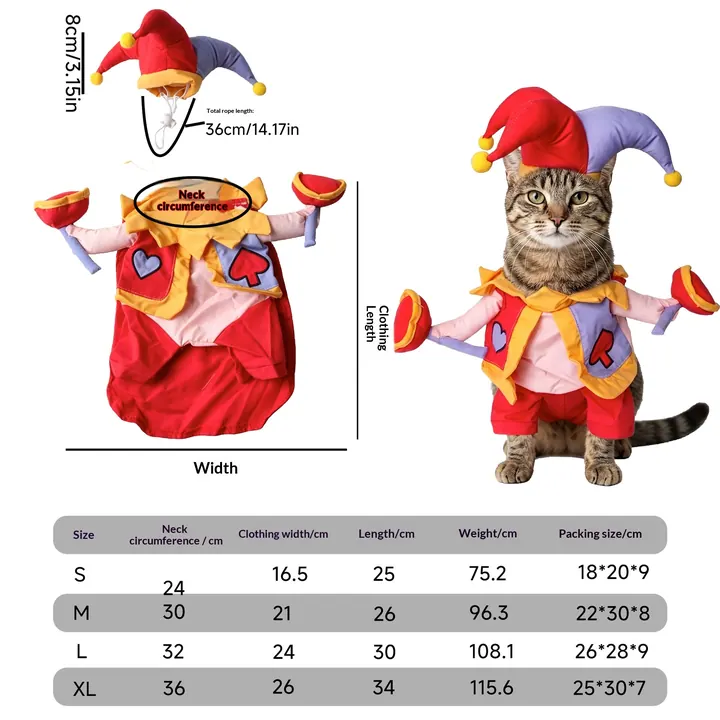 8cm/3.15in
Total rope length:
36cm/14.17in
Neck
circumference
Clothing
Length
Width
Size Neck circumference / cm Clothing width/cm Length/cm Weight/cm Packing size/cm
S 24 16.5 25 75.2 18*20*9
M 30 21 26 96.3 22*30*8
L 32 24 30 108.1 26*28*9
XL 36 26 34 115.6 25*30*7